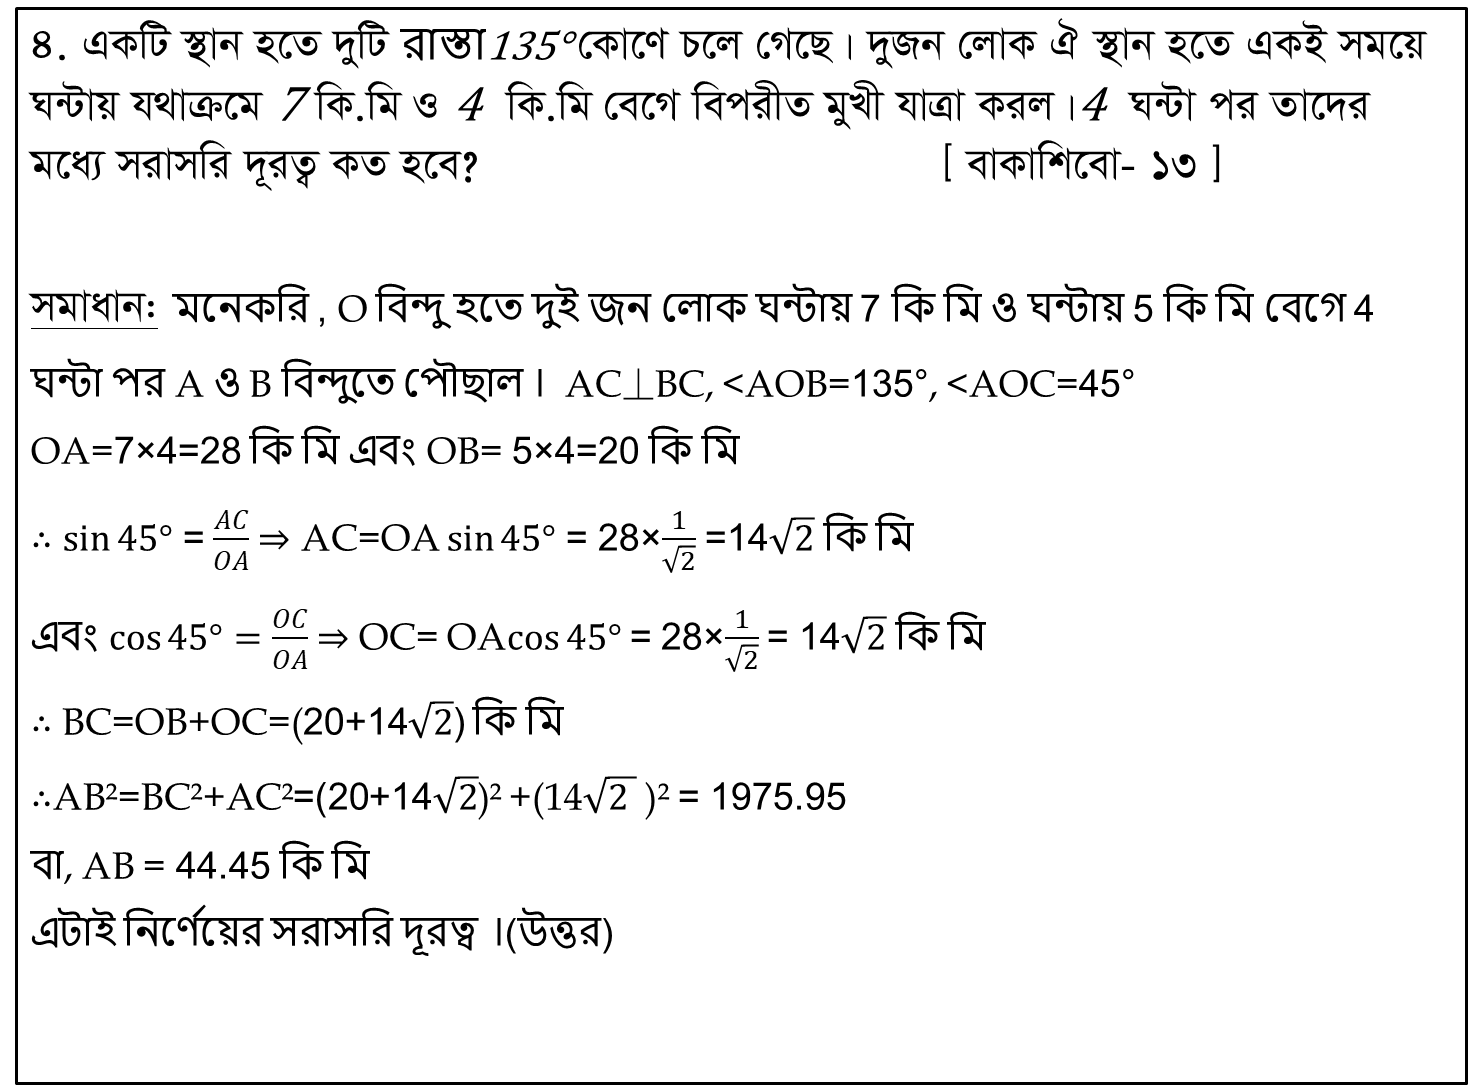 ৪. একটি স্থান হতে দুটি রাস্তা 135° কোণে চলে গেছে। দুজন লোক ঐ স্থান হতে একই সময়ে
ঘন্টায় যথাক্রমে 7 কি.মি ও 4 কি.মি বেগে বিপরীত মুখী যাত্রা করল। 4 ঘন্টা পর তাদের
মধ্যে সরাসরি দূরত্ব কত হবে? [ বাকাশিবো- ১৩ ]
সমাধানঃ মনেকরি , O বিন্দু হতে দুই জন লোক ঘন্টায় 7 কি মি ও ঘন্টায় 5 কি মি বেগে 4
ঘন্টা পর A ও B বিন্দুতে পৌছাল। AC⊥BC, <AOB=135°, <AOC=45°
OA=7×4=28 কি মি এবং OB= 5×4=20 কি মি
∴ sin 45° = AC/OA ⇒ AC=OA sin 45° = 28×1/√2 =14√2 কি মি
এবং cos 45° = OC/OA ⇒ OC= OAcos 45° = 28×1/√2 = 14√2 কি মি
∴ BC=OB+OC=(20+14√2) কি মি
∴AB²=BC²+AC²=(20+14√2)² +(14√2 )² = 1975.95
বা, AB = 44.45 কি মি
এটাই নির্ণেয়ের সরাসরি দূরত্ব ।(উত্তর)